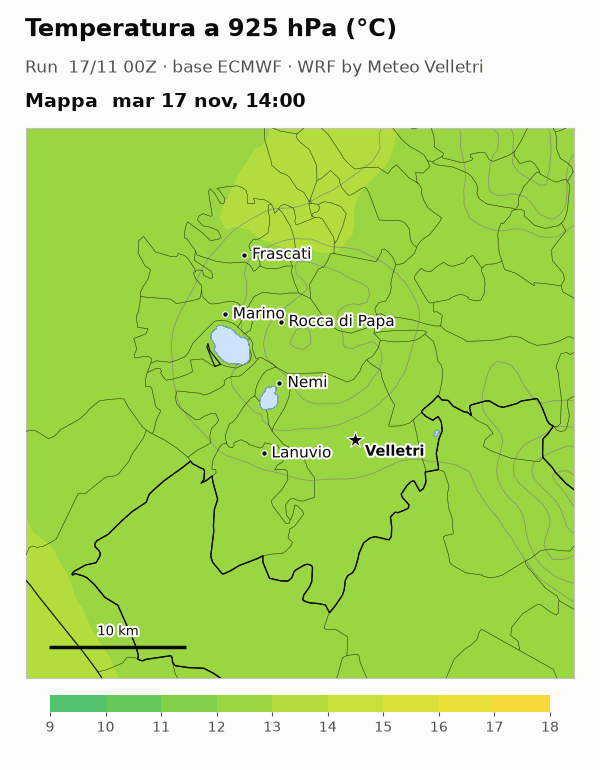 Temperatura a 925 hPa (°C)
Run  17/11 00Z · base ECMWF · WRF by Meteo Velletri
Mappa  mar 17 nov, 14:00
Frascati
Marino
Rocca di Papa
Nemi
Velletri
Lanuvio
10 km
9 10 11 12 13 14 15 16 17 18